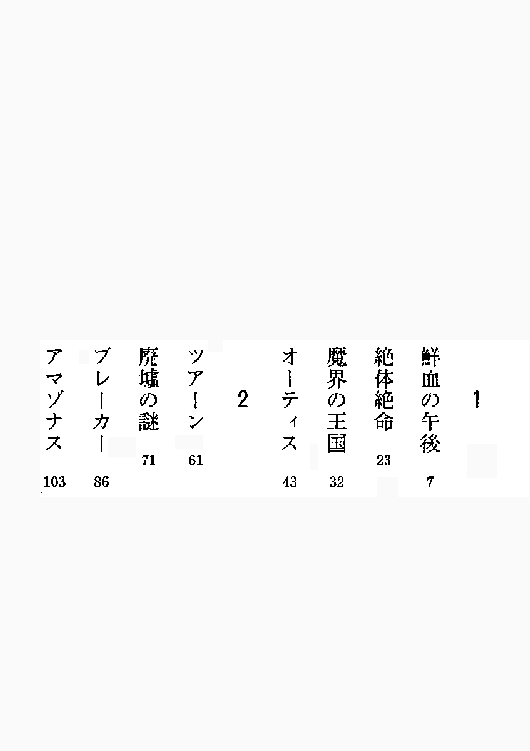 1
鮮血の午後 7
絶体絶命 23
魔界の王国 32
オーティス 43
2
ツアーン 61
廃墟の謎 71
ブレーカー 86
アマゾナス 103